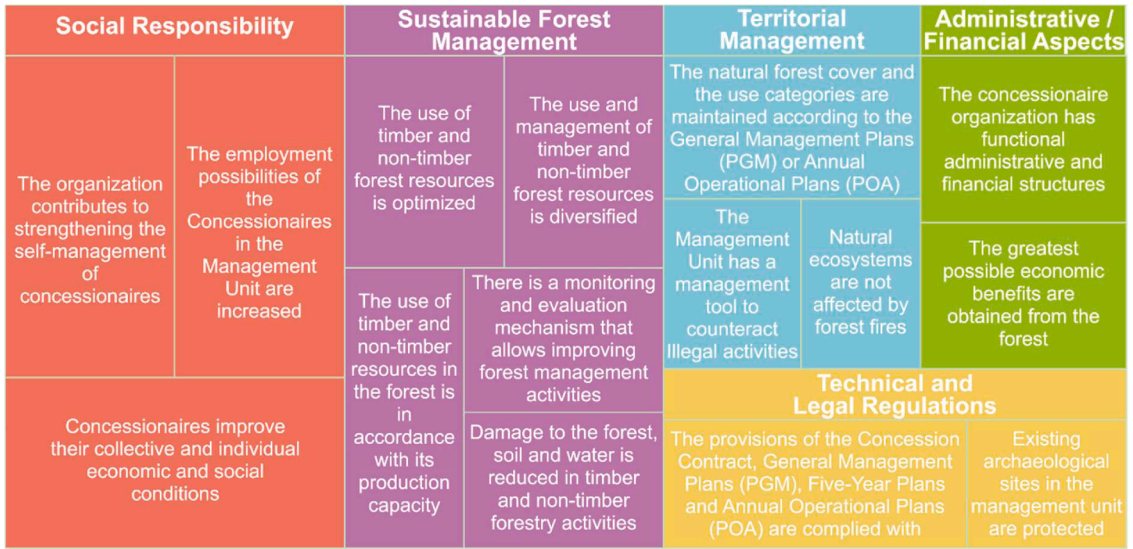 Social Responsibility
The organization
contributes to
strengthening the
self-management
of
concessionaires
The employment
possibilities of
the
Concessionaires
in the
Management
Unit are
increased
Concessionaires improve
their collective and individual
economic and social
conditions
Sustainable Forest
Management
The use of
timber and
non-timber
forest resources
is optimized
The use and
management of
timber and
non-timber
forest resources
is diversified
The use of
timber and
non-timber
resources in
the forest is
in
accordance
with its
production
capacity
There is a monitoring
and evaluation
mechanism that
allows improving
forest management
activities
Damage to the forest,
soil and water is
reduced in timber
and non-timber
forestry activities
Territorial
Management
The natural forest cover and
the use categories are
maintained according to the
General Management Plans
(PGM) or Annual
Operational Plans (POA)
The
Management
Unit has a
management
tool to
counteract
Illegal activities
Natural
ecosystems
are not
affected by
forest fires
Administrative /
Financial Aspects
The concessionaire
organization has
functional
administrative and
financial structures
The greatest
possible economic
benefits are
obtained from the
forest
Technical and
Legal Regulations
The provisions of the Concession
Contract, General Management
Plans (PGM), Five-Year Plans
and Annual Operational Plans
(POA) are complied with
Existing
archaeological
sites in the
management unit
are protected